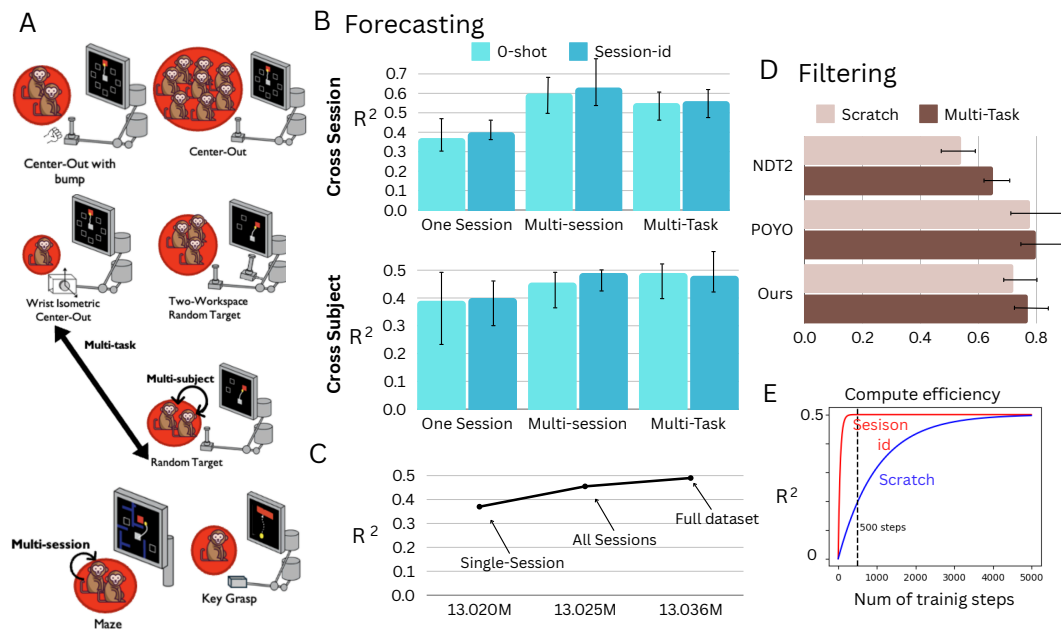 A
Center-Out with
bump
Center-Out
Wrist Isometric
Center-Out
Two-Workspace
Random Target
Multi-task
Multi-subject
Random Target
Multi-session
Maze
Key Grasp
B Forecasting
0-shot Session-id
Cross Session
R²
0.7
0.6
0.5
0.4
0.3
0.2
0.1
0.0
One Session Multi-session Multi-Task
Cross Subject
R²
0.5
0.4
0.3
0.2
0.1
0.0
One Session Multi-session Multi-Task
C
R²
0.5
0.4
0.3
0.2
0.1
0.0
Single-Session
All Sessions
Full dataset
13.020M 13.025M 13.036M
D Filtering
Scratch Multi-Task
NDT2
POYO
Ours
0.0 0.2 0.4 0.6 0.8
E
Compute efficiency
0.5
R²
0
Sesison
id
Scratch
500 steps
0 1000 2000 3000 4000 5000
Num of trainig steps